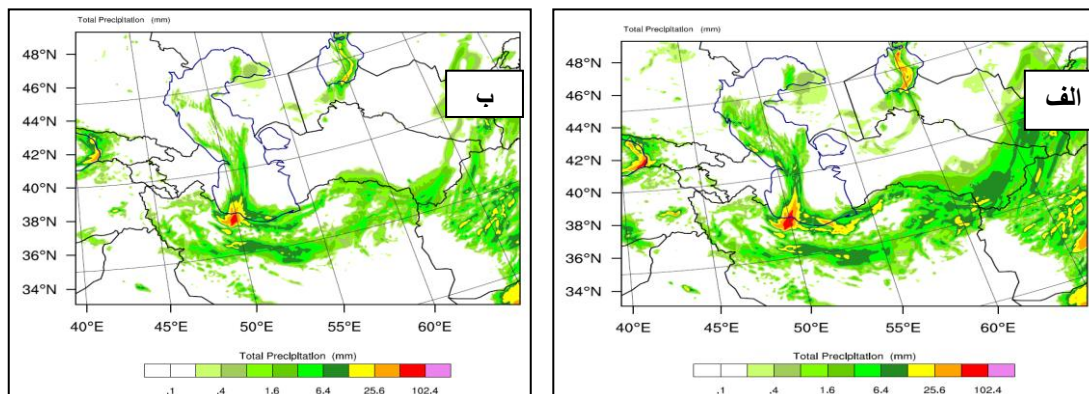 Total Precipitation (mm)
48°N
46°N
44°N
42°N
40°N
38°N
36°N
34°N
ب
40°E 45°E 50°E 55°E 60°E
Total Precipitation (mm)
.1 .4 1.6 6.4 25.6 102.4
Total Precipitation (mm)
48°N
46°N
44°N
42°N
40°N
38°N
36°N
34°N
الف
40°E 45°E 50°E 55°E 60°E
Total Precipitation (mm)
.1 .4 1.6 6.4 25.6 102.4